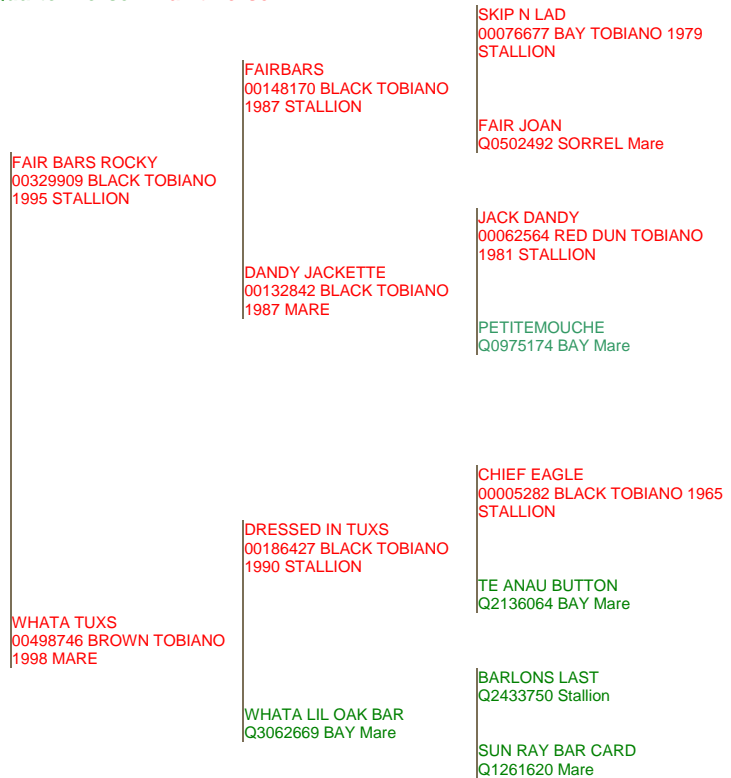 SKIP N LAD
00076677 BAY TOBIANO 1979
STALLION
FAIRBARS
00148170 BLACK TOBIANO
1987 STALLION
FAIR JOAN
Q0502492 SORREL Mare
FAIR BARS ROCKY
00329909 BLACK TOBIANO
1995 STALLION
JACK DANDY
00062564 RED DUN TOBIANO
1981 STALLION
DANDY JACKETTE
00132842 BLACK TOBIANO
1987 MARE
PETITEMOUCHE
Q0975174 BAY Mare
CHIEF EAGLE
00005282 BLACK TOBIANO 1965
STALLION
DRESSED IN TUXS
00186427 BLACK TOBIANO
1990 STALLION
TE ANAU BUTTON
Q2136064 BAY Mare
WHATA TUXS
00498746 BROWN TOBIANO
1998 MARE
BARLONS LAST
Q2433750 Stallion
WHATA LIL OAK BAR
Q3062669 BAY Mare
SUN RAY BAR CARD
Q1261620 Mare